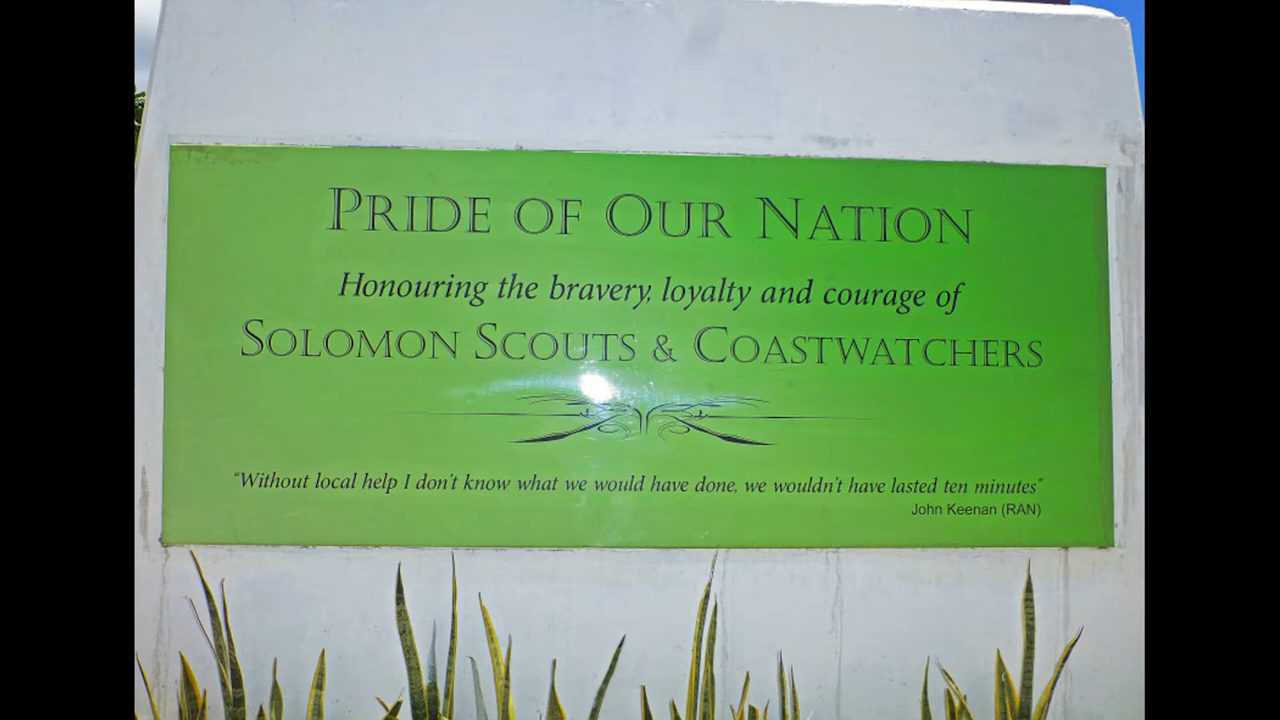 PRIDE OF OUR NATION
Honouring the bravery, loyalty and courage of
SOLOMON SCOUTS & COASTWATCHERS
“Without local help I don't know what we would have done, we wouldn't have lasted ten minutes”
John Keenan (RAN)